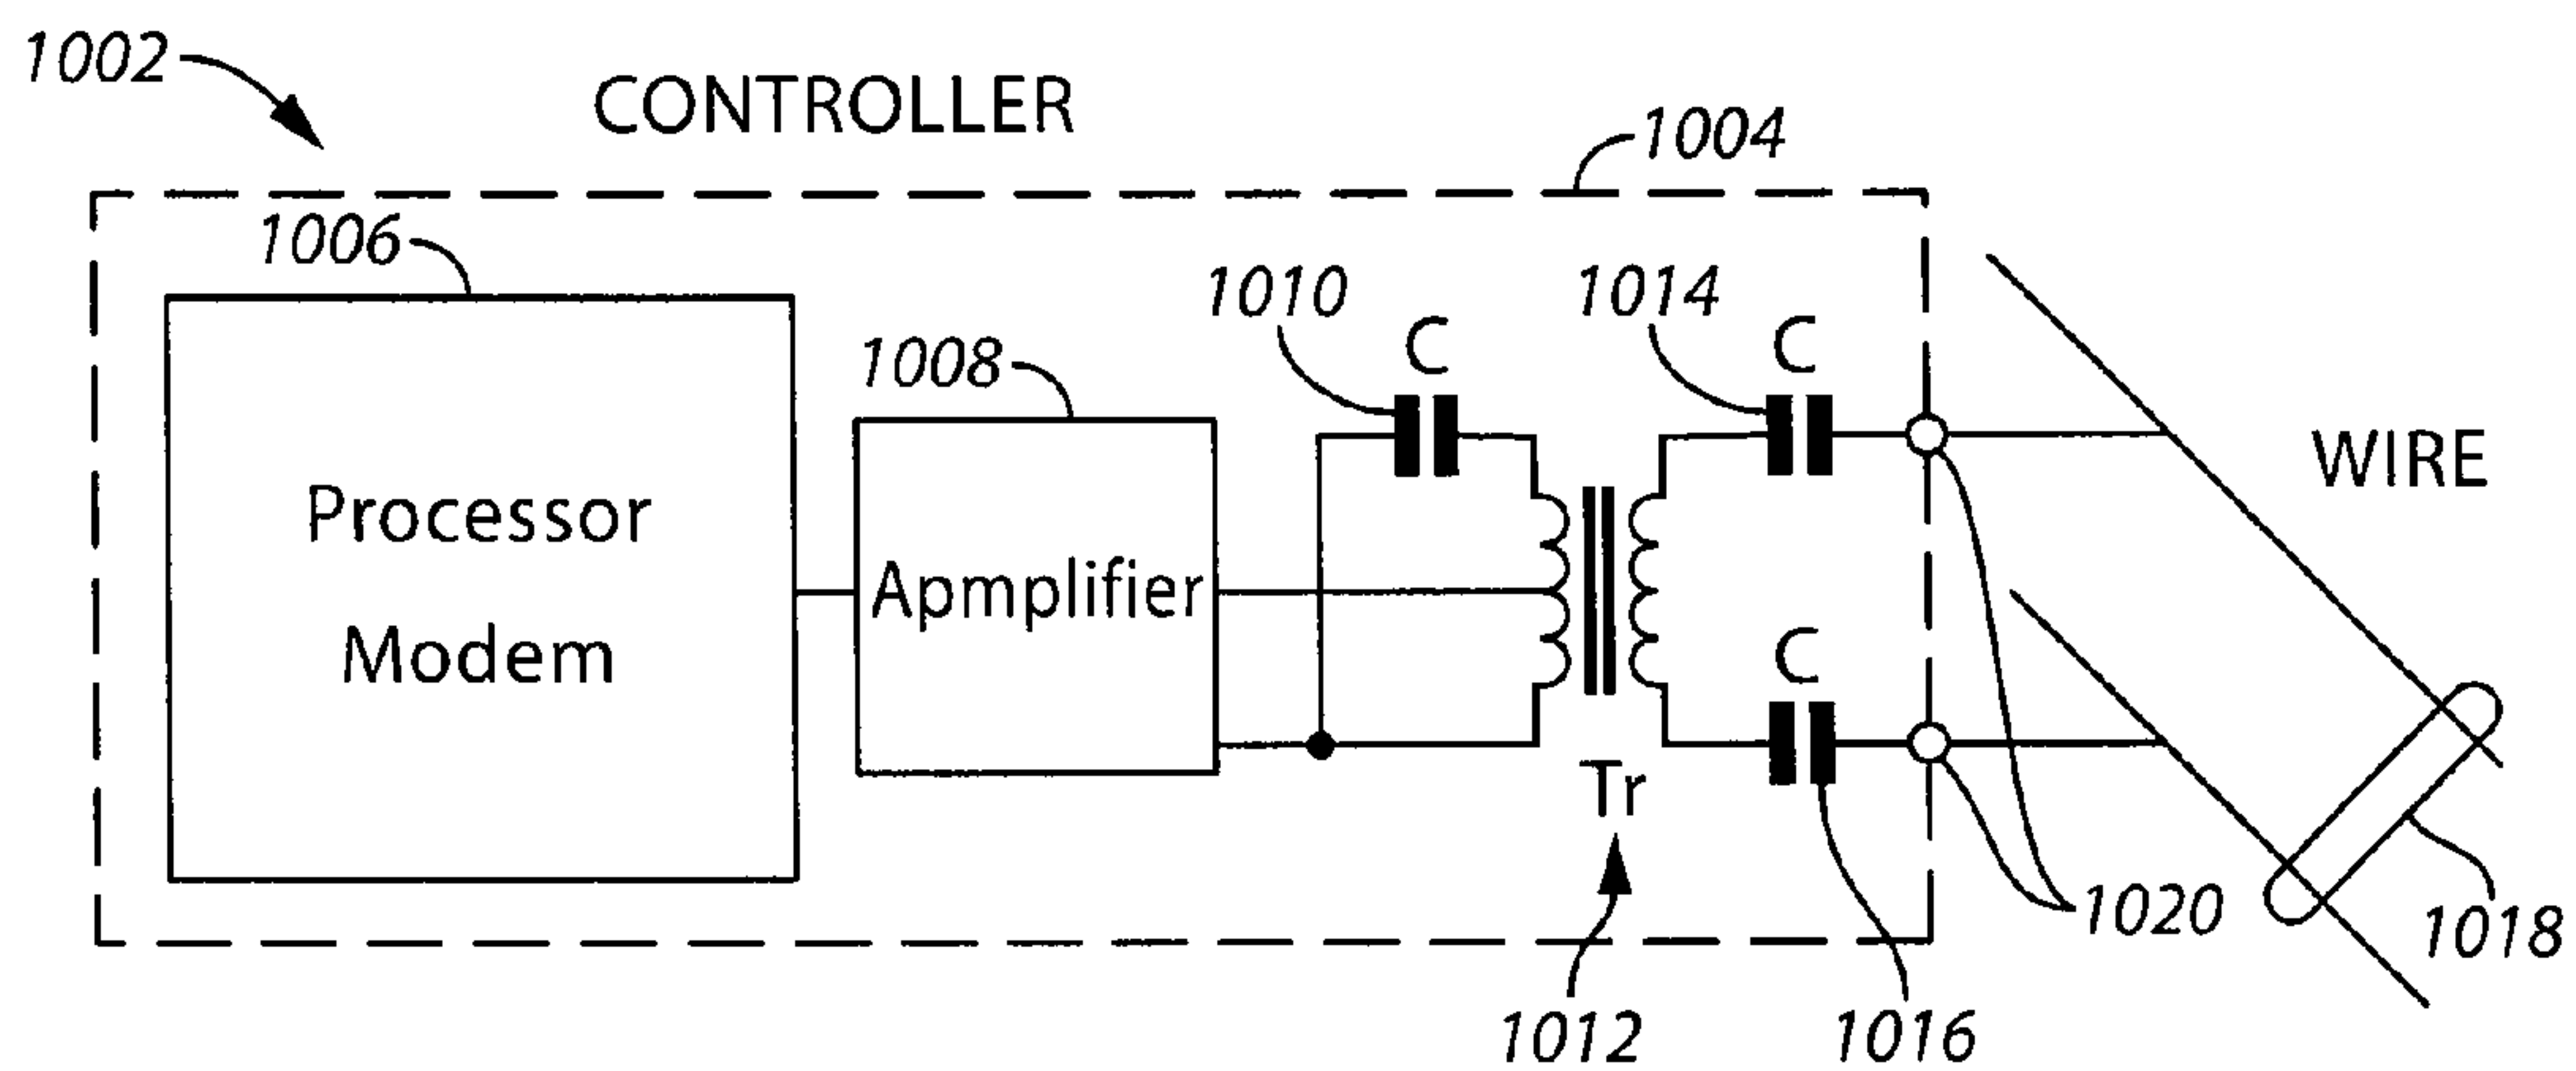 1002
CONTROLLER
1004
1006
1010
1014
C
C
1008
WIRE
Processor
Modem
Apmplifier
C
Tr
1020
1018
1012
1016